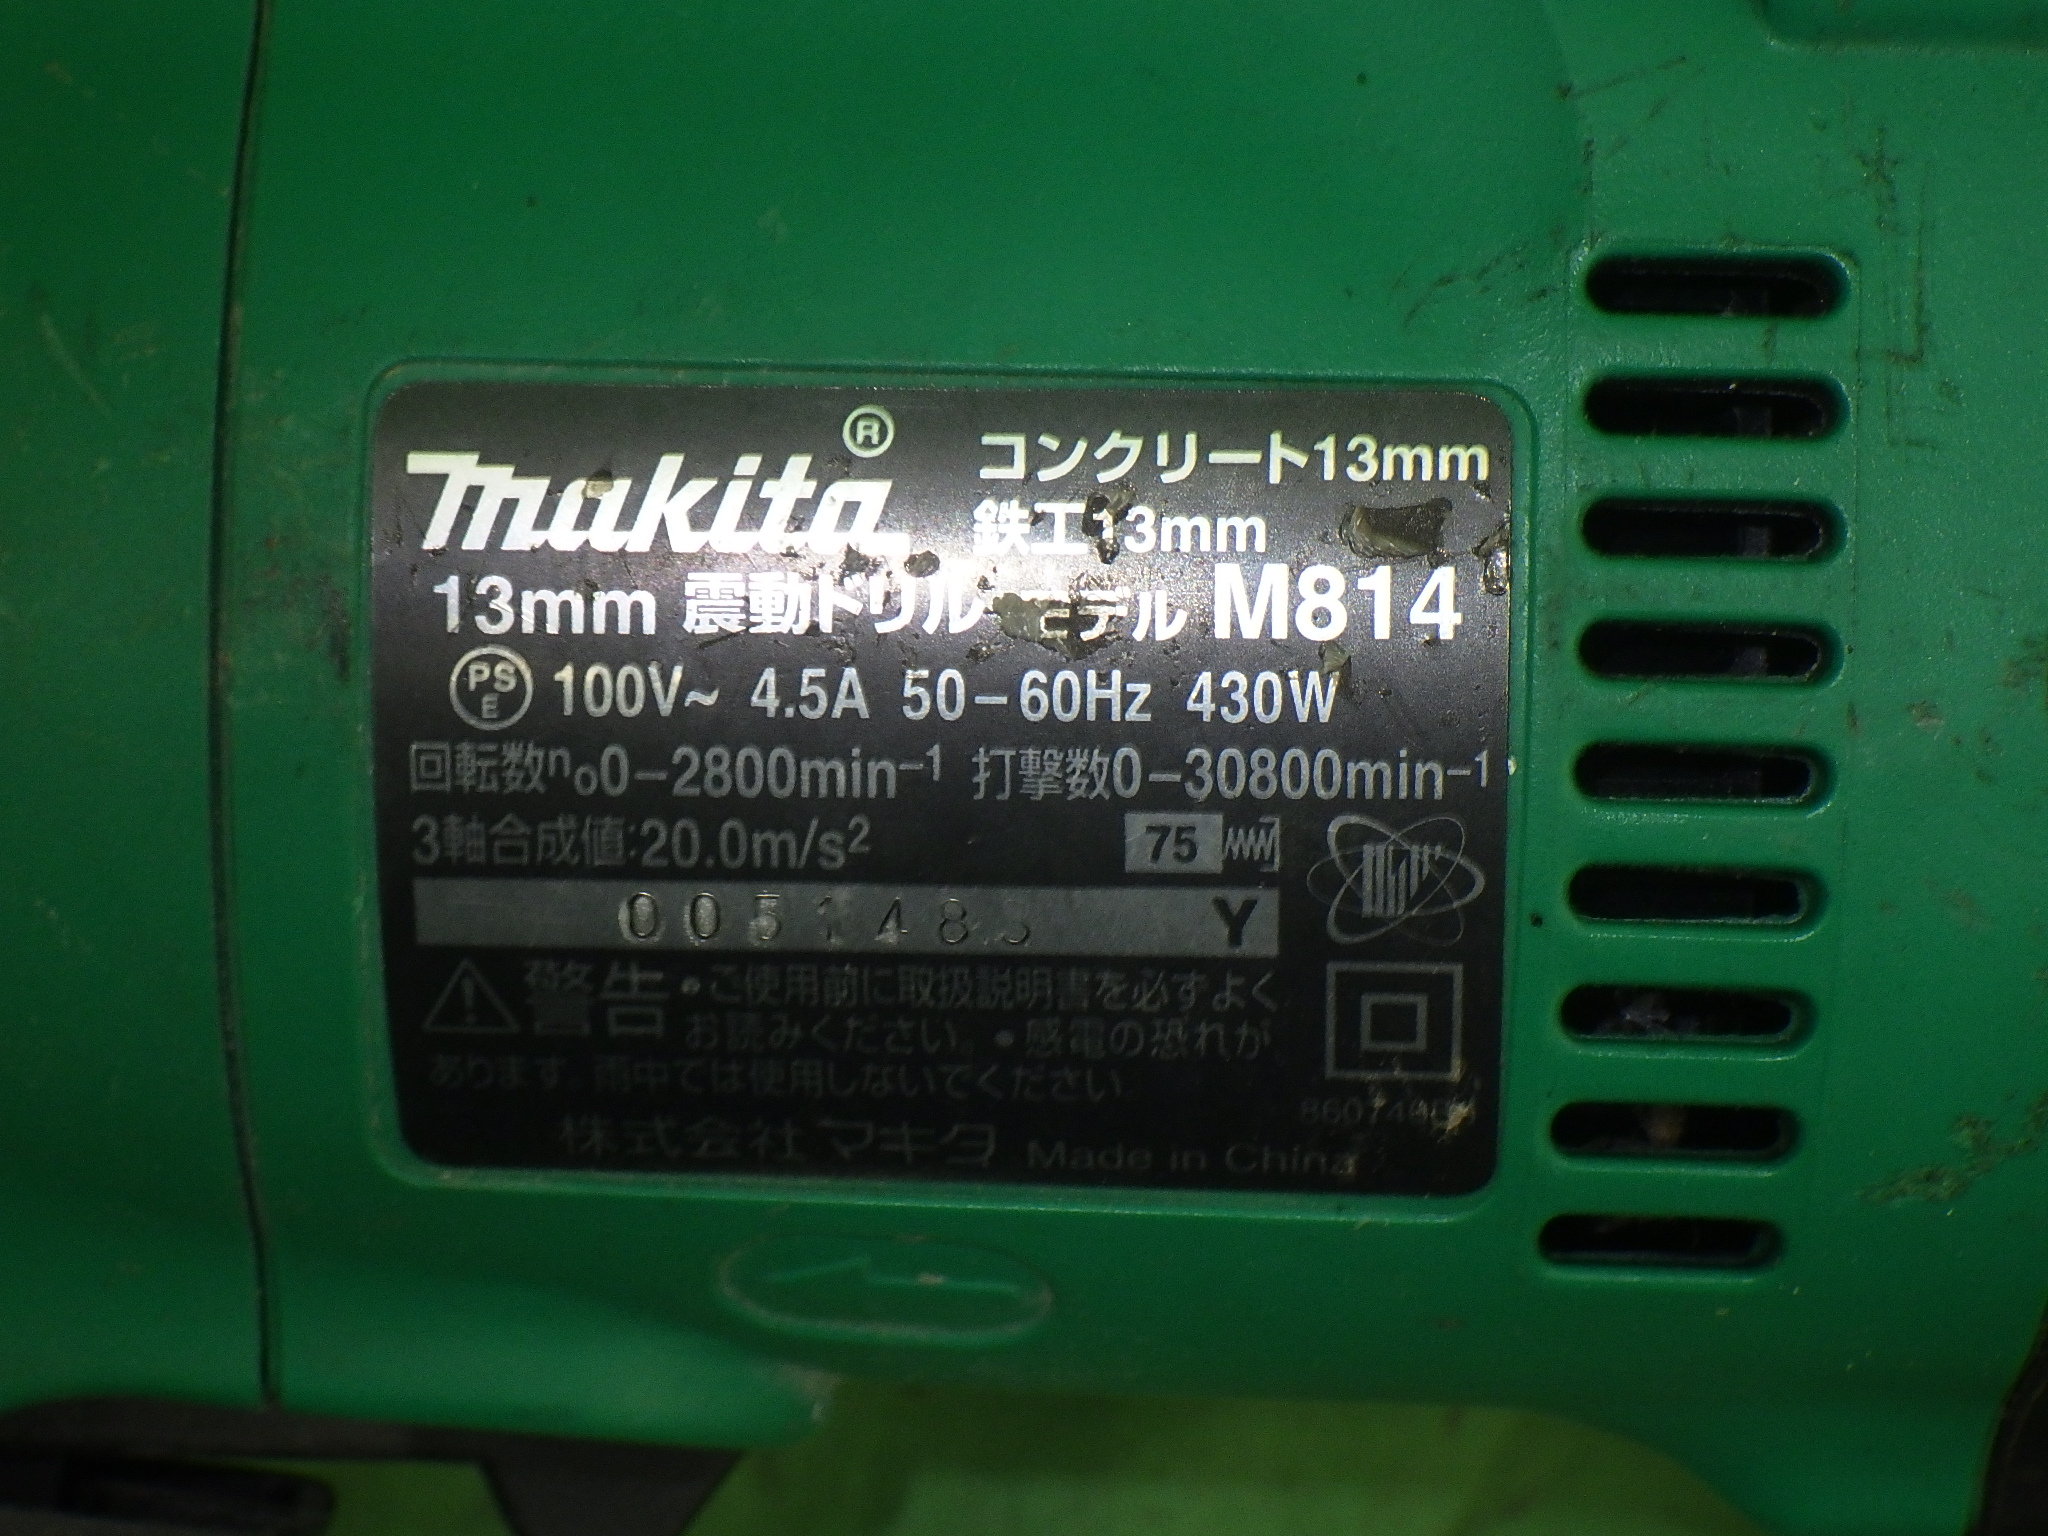 makita®
コンクリート13mm
鉄工13mm
13mm 震動ドリル モデル M814
PSE 100V~ 4.5A 50-60Hz 430W
回転数n₀0-2800min⁻¹ 打撃数0-30800min⁻¹
3軸合成値:20.0m/s²
75
0051483 Y
警告 •ご使用前に取扱説明書を必ずよく
お読みください。•感電の恐れが
あります。雨中では使用しないでください。
株式会社マキタ Made in China